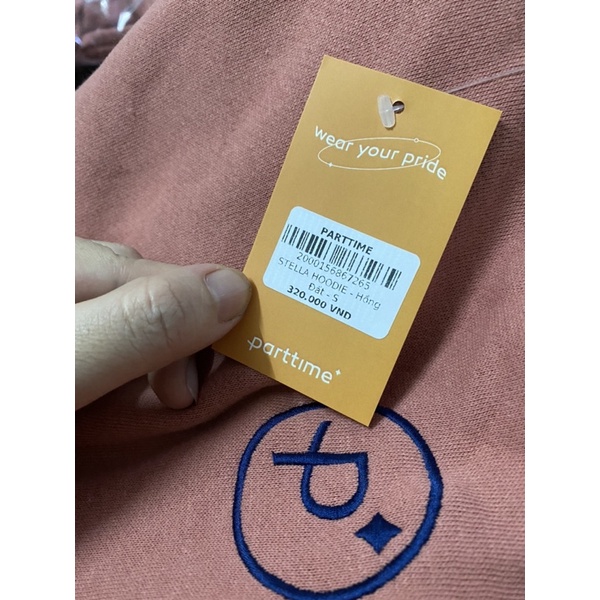 wear your pride
PARTTIME
2000156867265
STELLA HOODIE - Hồng
Đất - S
320.000 VND
parttime
P